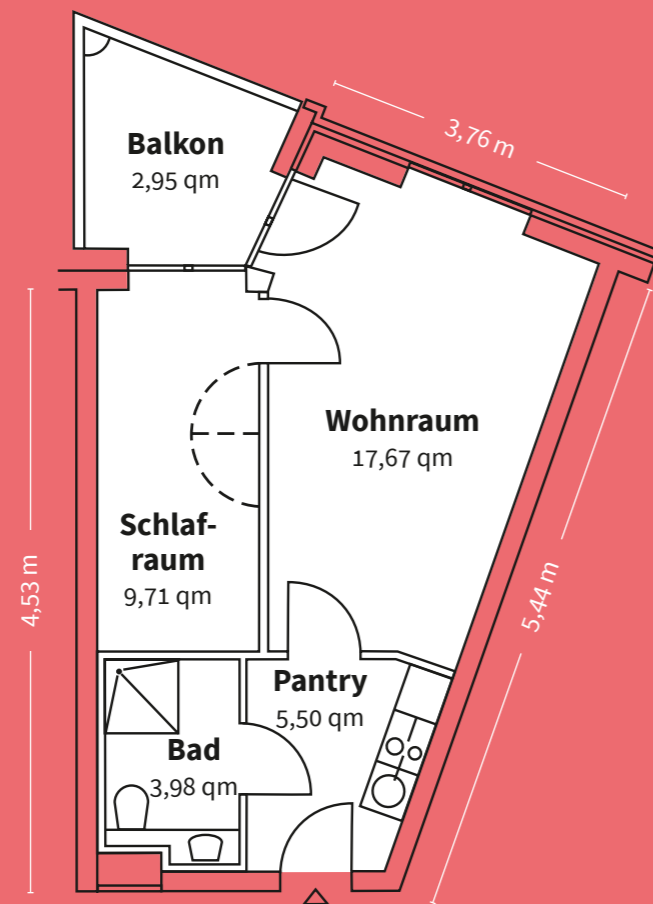 3,76 m
Balkon
2,95 qm
Wohnraum
17,67 qm
Schlaf-
raum
9,71 qm
4,53 m
5,44 m
Pantry
5,50 qm
Bad
3,98 qm